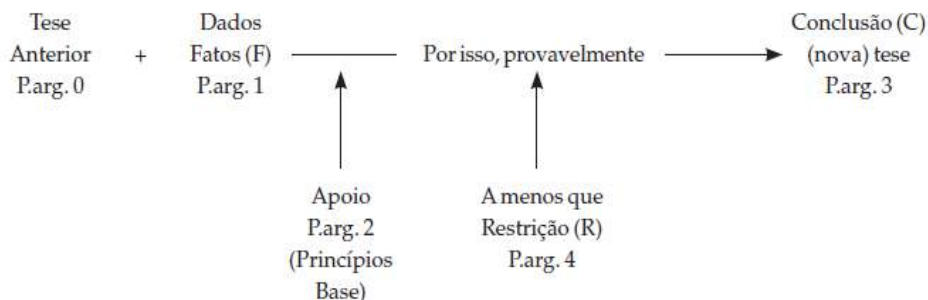 Tese
Anterior
P.arg. 0
+
Dados
Fatos (F)
P.arg. 1
Por isso, provavelmente
Conclusão (C)
(nova) tese
P.arg. 3
Apoio
P.arg. 2
(Princípios
Base)
A menos que
Restrição (R)
P.arg. 4